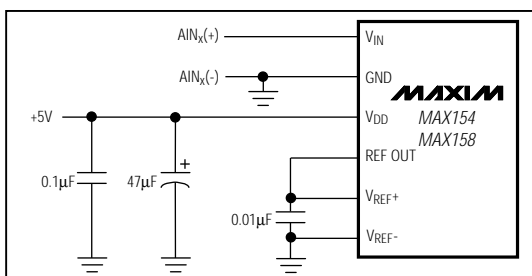 AINx(+)
VIN
AINx(-)
GND
MAXIM
+5V
VDD
MAX154
MAX158
REF OUT
+
0.1μF
47μF
VREF+
0.01μF
VREF-